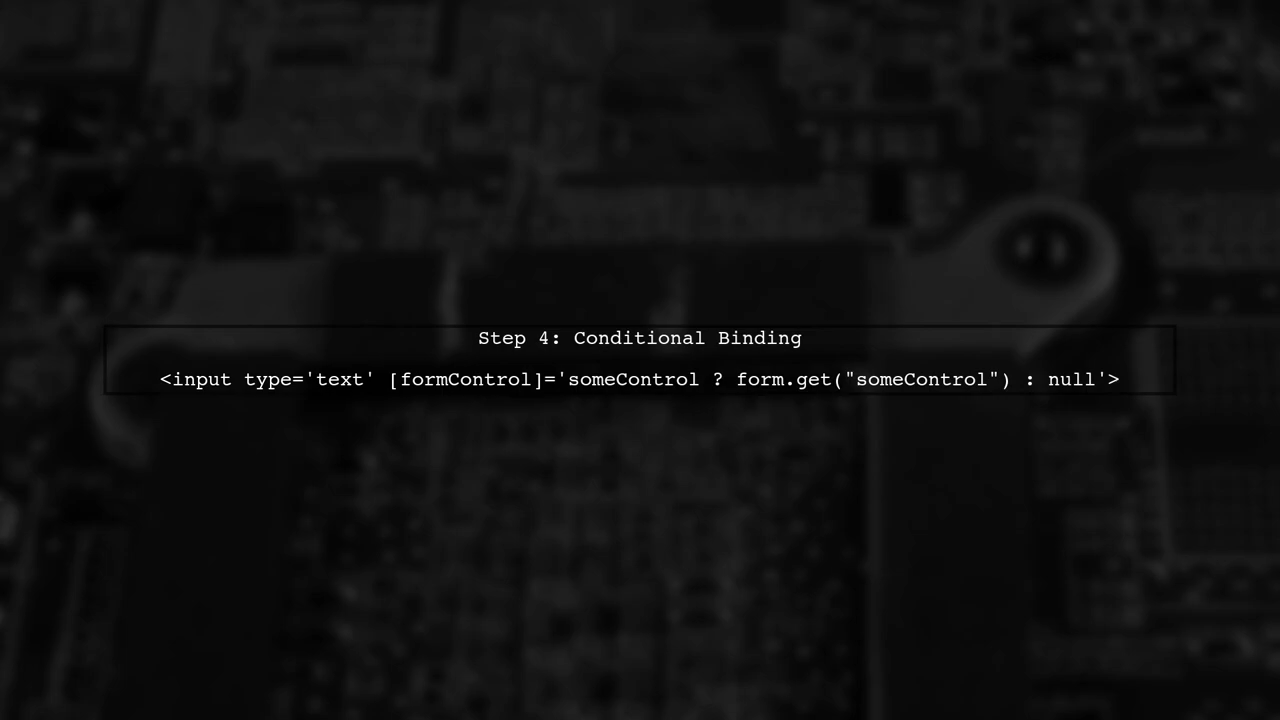 Step 4: Conditional Binding
<input type='text' [formControl]='someControl ? form.get("someControl") : null'>